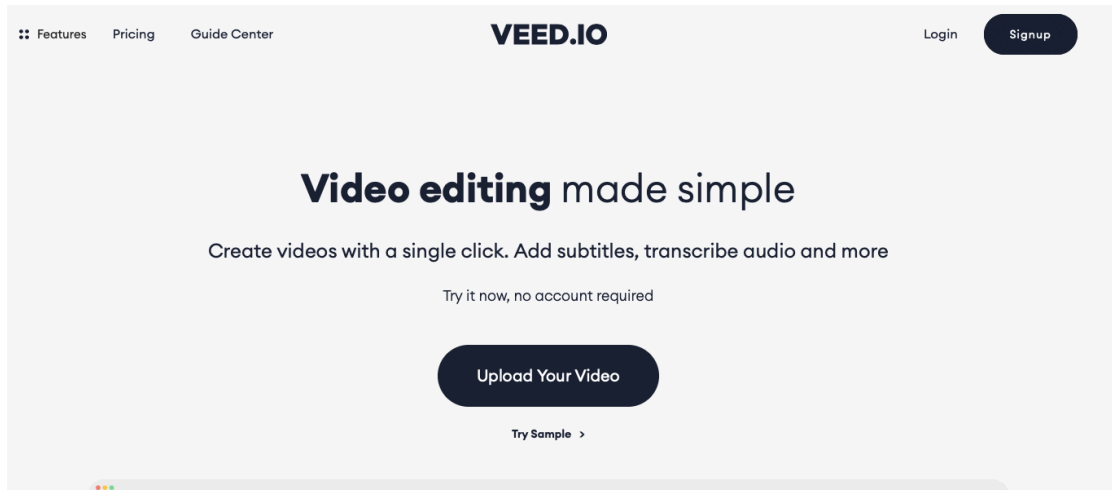 Features Pricing Guide Center VEED.IO Login Signup
Video editing made simple
Create videos with a single click. Add subtitles, transcribe audio and more
Try it now, no account required
Upload Your Video
Try Sample >